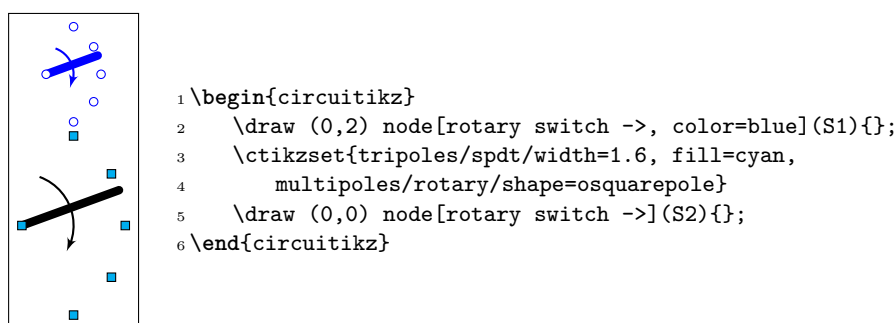 1 \begin{circuitikz}
2 \draw (0,2) node[rotary switch ->, color=blue](S1){};
3 \ctikzset{tripoles/spdt/width=1.6, fill=cyan,
4 multipoles/rotary/shape=osquarepole}
5 \draw (0,0) node[rotary switch ->](S2){};
6 \end{circuitikz}